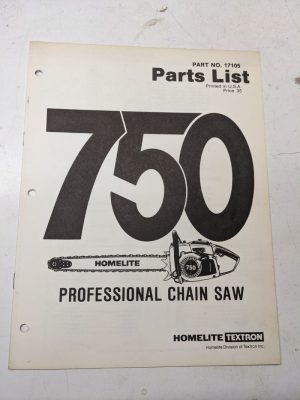 PART NO. 17105
Parts List
Printed in U.S.A.
Price 35
750
HOMELITE
750
PROFESSIONAL CHAIN SAW
HOMELITE TEXTRON
Homelite Division of Textron Inc.